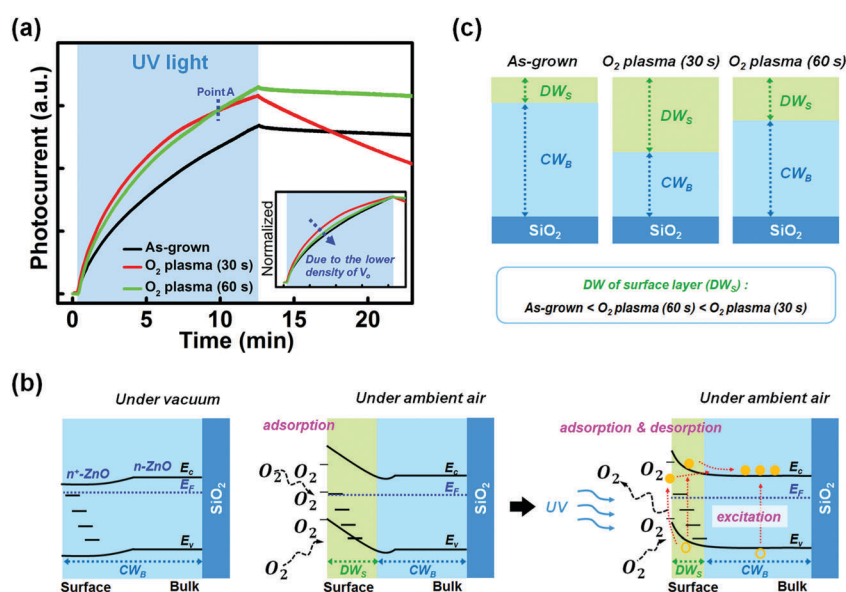 (a)
UV light
Point A
Photocurrent (a.u.)
As-grown
O₂ plasma (30 s)
O₂ plasma (60 s)
Normalized
Due to the lower
density of Vₒ
0 5 10 15 20
Time (min)
(c)
As-grown O₂ plasma (30 s) O₂ plasma (60 s)
DWS DWS DWS
CWB CWB CWB
SiO₂ SiO₂ SiO₂
DW of surface layer (DWS) :
As-grown < O₂ plasma (60 s) < O₂ plasma (30 s)
(b)
Under vacuum
n⁺-ZnO n-ZnO
Ec
EF
Ev
SiO₂
CWB
Surface Bulk
Under ambient air
adsorption
O₂ O₂
O₂
O₂
O₂
Ec
EF
Ev
SiO₂
DWS CWB
Surface Bulk
UV
Under ambient air
adsorption & desorption
O₂
O₂
O₂
O₂
Ec
EF
excitation
Ev
SiO₂
DWS CWB
Surface Bulk